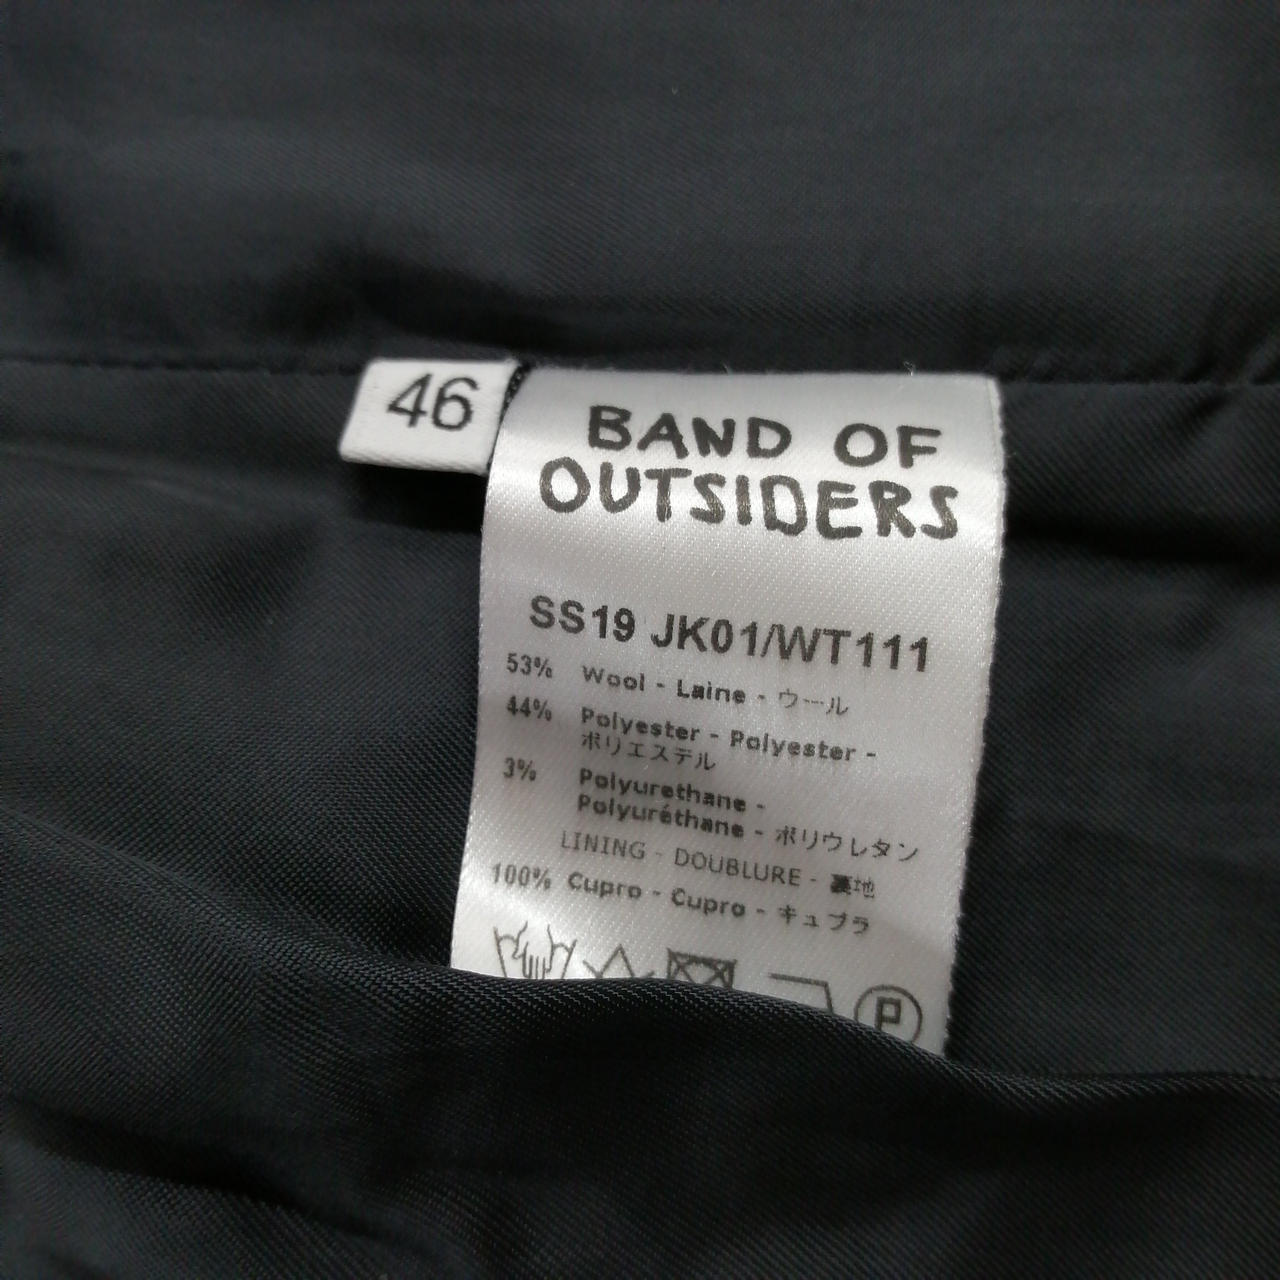 46
BAND OF
OUTSIDERS
SS19 JK01/WT111
53% Wool - Laine - ウール
44% Polyester - Polyester -
ポリエステル
3% Polyurethane -
Polyuréthane - ポリウレタン
LINING - DOUBLURE - 裏地
100% Cupro - Cupro - キュプラ
P